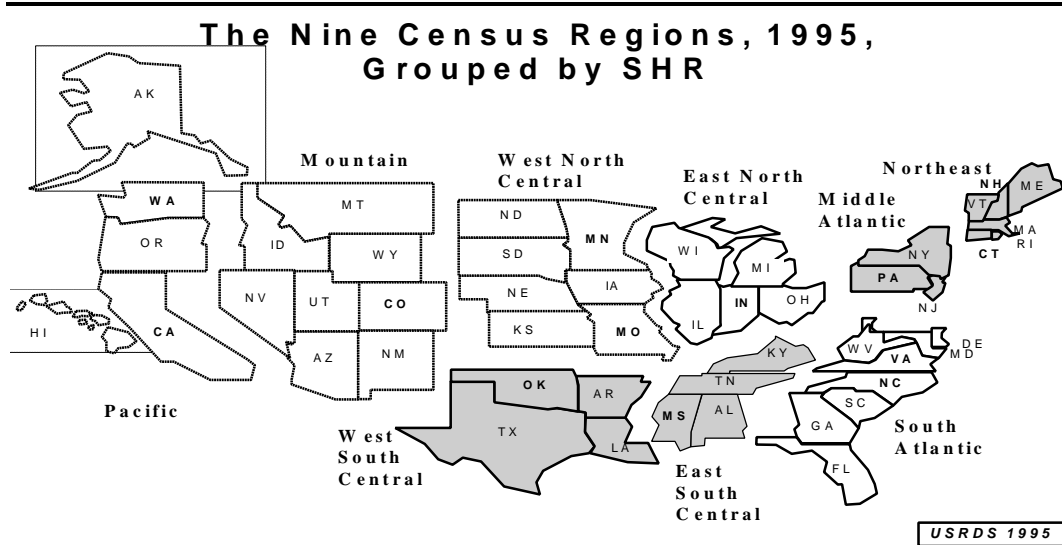 The Nine Census Regions, 1995,
Grouped by SHR
AK
Mountain
West North
Central
East North
Central
Northeast
Middle
Atlantic
NH
ME
VT
MA
RI
CT
WA
MT
ND
MN
OR
ID
WY
SD
WI
MI
NY
PA
NJ
NV
UT
CO
NE
IA
IL
IN
OH
HI
CA
AZ
NM
KS
MO
KY
WV
VA
DE
MD
TN
NC
OK
AR
MS
AL
SC
GA
TX
LA
FL
Pacific
West
South
Central
East
South
Central
South
Atlantic
USRDS 1995